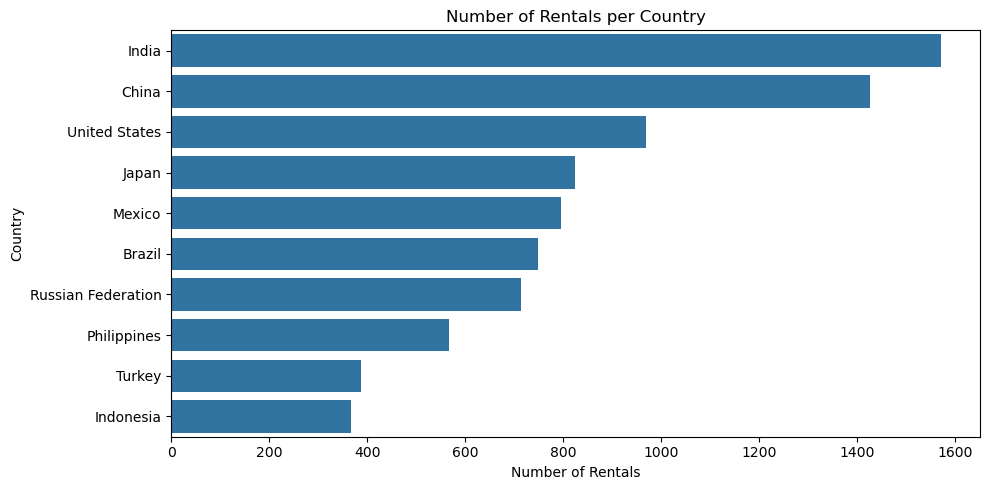 Number of Rentals per Country
Country
India
China
United States
Japan
Mexico
Brazil
Russian Federation
Philippines
Turkey
Indonesia
0 200 400 600 800 1000 1200 1400 1600
Number of Rentals